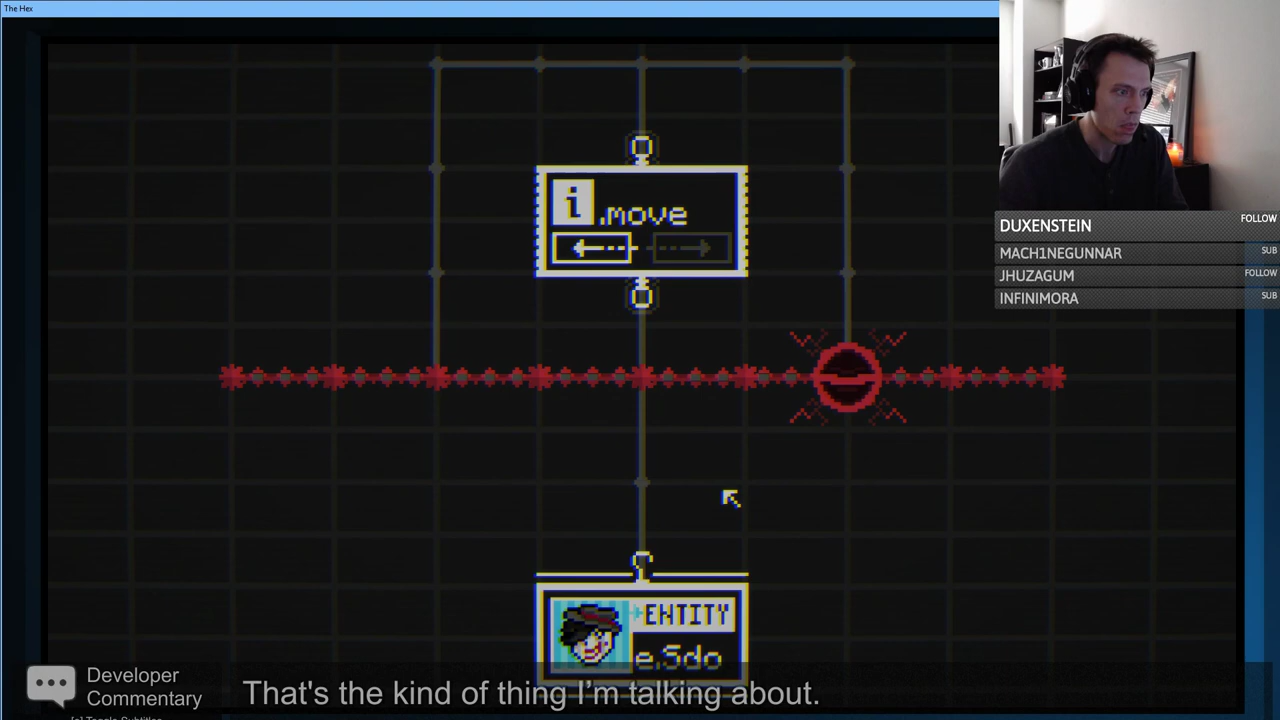 The Hex
i
.move
ENTITY
e.Sdo
DUXENSTEIN FOLLOW
MACH1NEGUNNAR SUB
JHUZAGUM FOLLOW
INFINIMORA SUB
Developer
Commentary
That's the kind of thing I'm talking about.